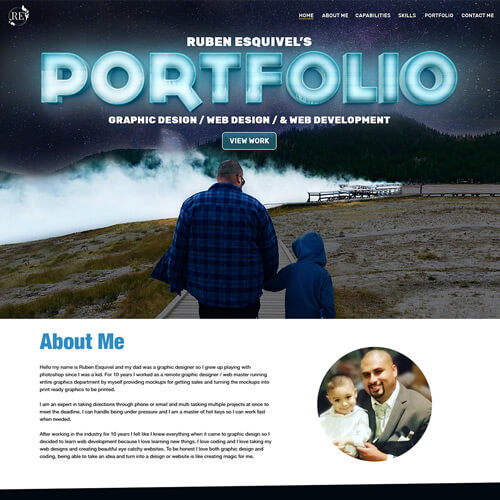 RE
HOME ABOUT ME CAPABILITIES SKILLS PORTFOLIO CONTACT ME
RUBEN ESQUIVEL'S
PORTFOLIO
GRAPHIC DESIGN / WEB DESIGN / & WEB DEVELOPMENT
VIEW WORK
About Me
Hello my name is Ruben Esquivel and my dad was a graphic designer so I grew up playing with
photoshop since I was a kid. For 10 years I worked as a remote graphic designer / web master running
entire graphics department by myself providing mockups for getting sales and turning the mockups into
print ready graphics to be printed.
I am an expert in taking directions through phone or email and multi tasking multiple projects at once to
meet the deadline. I can handle being under pressure and I am a master of hot keys so I can work fast
when needed.
After working in the industry for 10 years I felt like I knew everything when it came to graphic design so I
decided to learn web development because I love learning new things. I love coding and I love taking my
web designs and creating beautiful eye catchy websites. To be honest I love both graphic design and
coding, being able to take an idea and turn into a design or website is like creating magic for me.